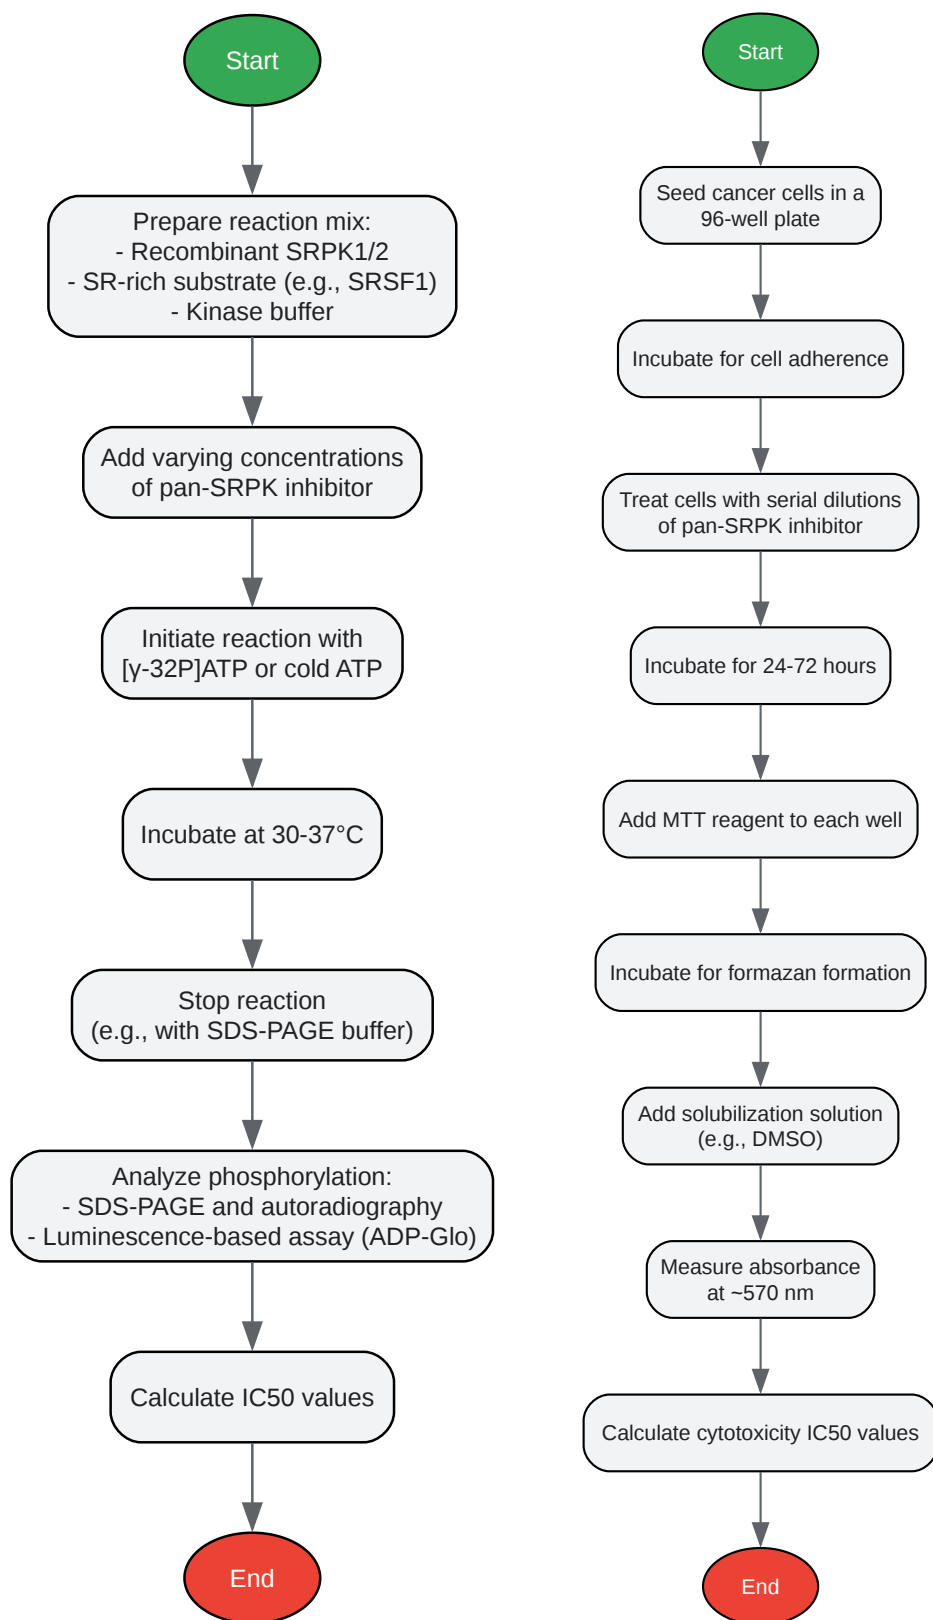 Start
Prepare reaction mix:
- Recombinant SRPK1/2
- SR-rich substrate (e.g., SRSF1)
- Kinase buffer
Add varying concentrations
of pan-SRPK inhibitor
Initiate reaction with
[γ-32P]ATP or cold ATP
Incubate at 30-37°C
Stop reaction
(e.g., with SDS-PAGE buffer)
Analyze phosphorylation:
- SDS-PAGE and autoradiography
- Luminescence-based assay (ADP-Glo)
Calculate IC50 values
End
Start
Seed cancer cells in a
96-well plate
Incubate for cell adherence
Treat cells with serial dilutions
of pan-SRPK inhibitor
Incubate for 24-72 hours
Add MTT reagent to each well
Incubate for formazan formation
Add solubilization solution
(e.g., DMSO)
Measure absorbance
at ~570 nm
Calculate cytotoxicity IC50 values
End